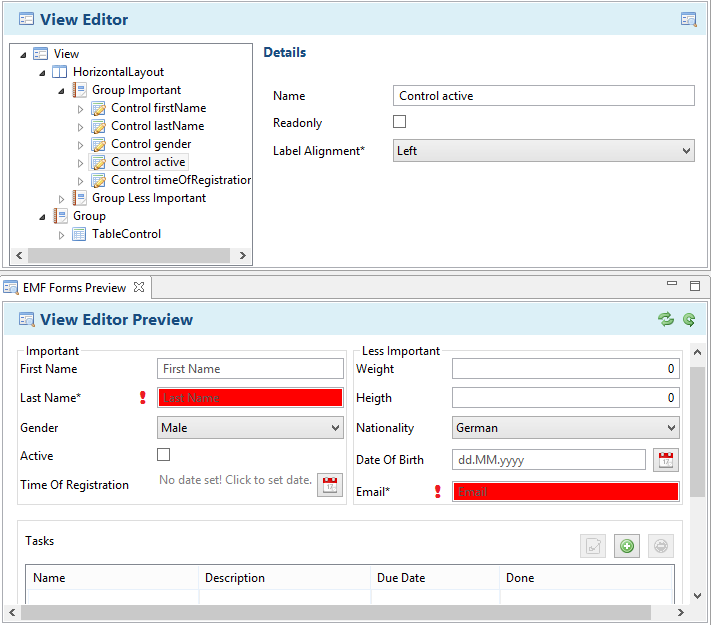 View Editor
View
HorizontalLayout
Group Important
Control firstName
Control lastName
Control gender
Control active
Control timeOfRegistration
Group Less Important
Group
TableControl
Details
Name Control active
Readonly
Label Alignment* Left
EMF Forms Preview
View Editor Preview
Important
First Name First Name
Last Name* Last Name
Gender Male
Active
Time Of Registration No date set! Click to set date.
Less Important
Weight 0
Heigth 0
Nationality German
Date Of Birth dd.MM.yyyy
Email* Email
Tasks
Name Description Due Date Done